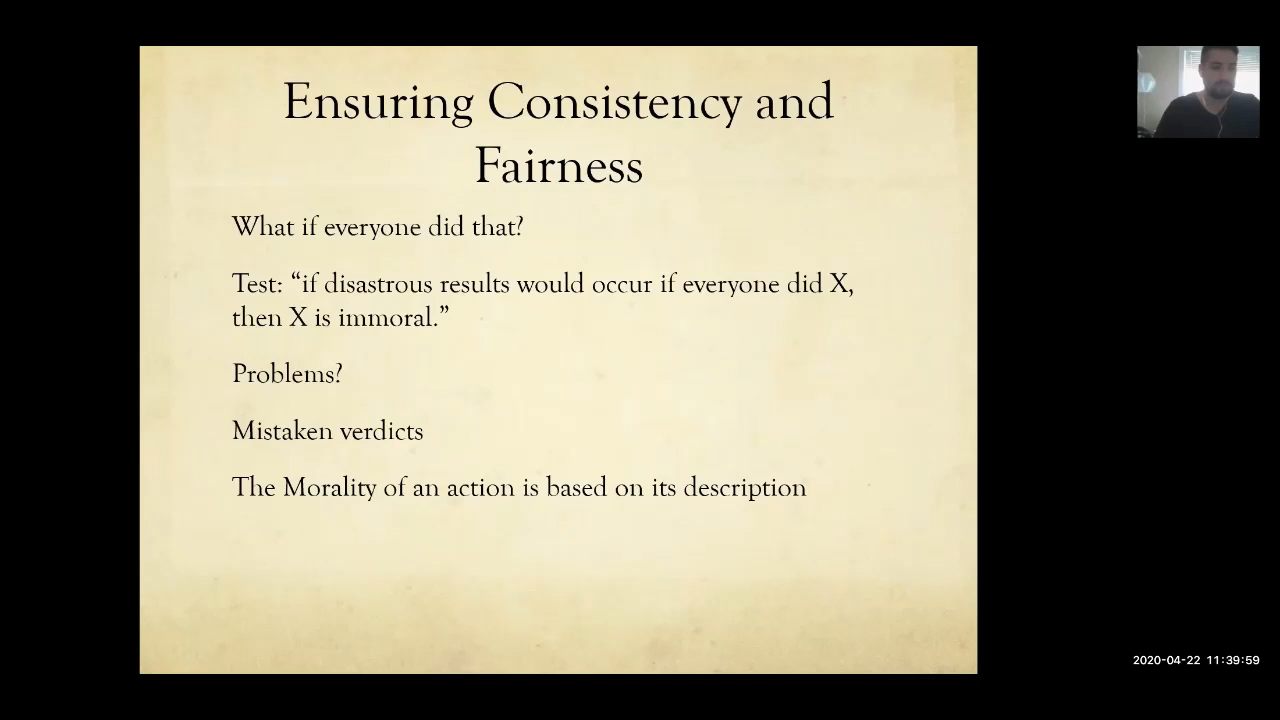 Ensuring Consistency and
Fairness
What if everyone did that?
Test: “if disastrous results would occur if everyone did X,
then X is immoral.”
Problems?
Mistaken verdicts
The Morality of an action is based on its description
2020-04-22 11:39:59